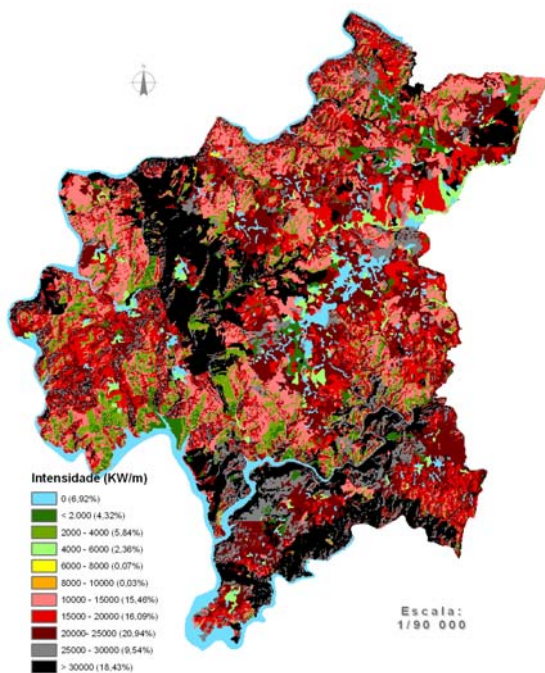 Intensidade (KW/m)
0 (6,92%)
< 2.000 (4,32%)
2000 - 4000 (5,84%)
4000 - 6000 (2,36%)
6000 - 8000 (0,07%)
8000 - 10000 (0,03%)
10000 - 15000 (15,46%)
15000 - 20000 (16,09%)
20000- 25000 (20,94%)
25000 - 30000 (9,54%)
> 30000 (18,43%)
Escala:
1/90 000